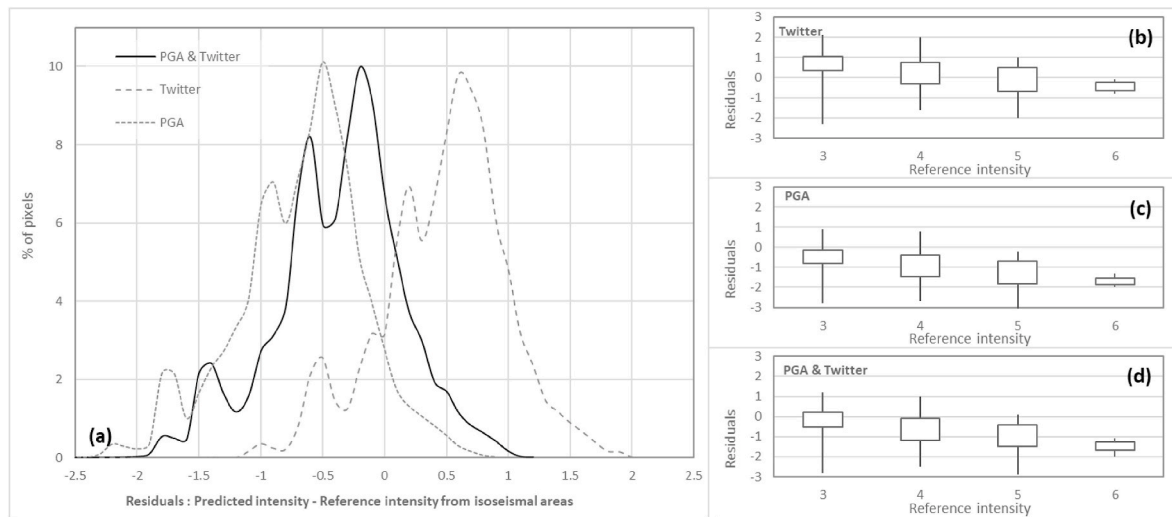 PGA & Twitter
Twitter
PGA
10
8
6
4
2
0
% of pixels
(a)
-2.5 -2 -1.5 -1 -0.5 0 0.5 1 1.5 2 2.5
Residuals : Predicted intensity - Reference intensity from isoseismal areas
Twitter
(b)
3
2
1
0
-1
-2
-3
Residuals
3 4 5 6
Reference intensity
PGA
(c)
3
2
1
0
-1
-2
-3
Residuals
3 4 5 6
Reference intensity
PGA & Twitter
(d)
3
2
1
0
-1
-2
-3
Residuals
3 4 5 6
Reference intensity